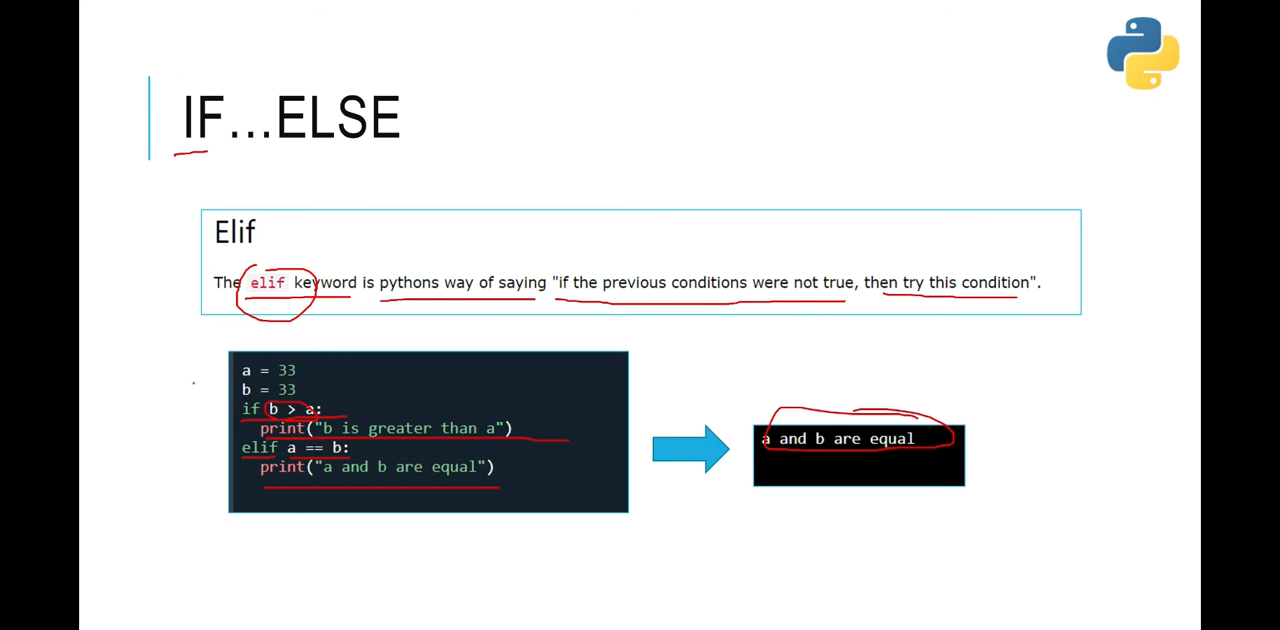 IF...ELSE
Elif
The elif keyword is pythons way of saying "if the previous conditions were not true, then try this condition".
a = 33
b = 33
if b > a:
  print("b is greater than a")
elif a == b:
  print("a and b are equal")
a and b are equal